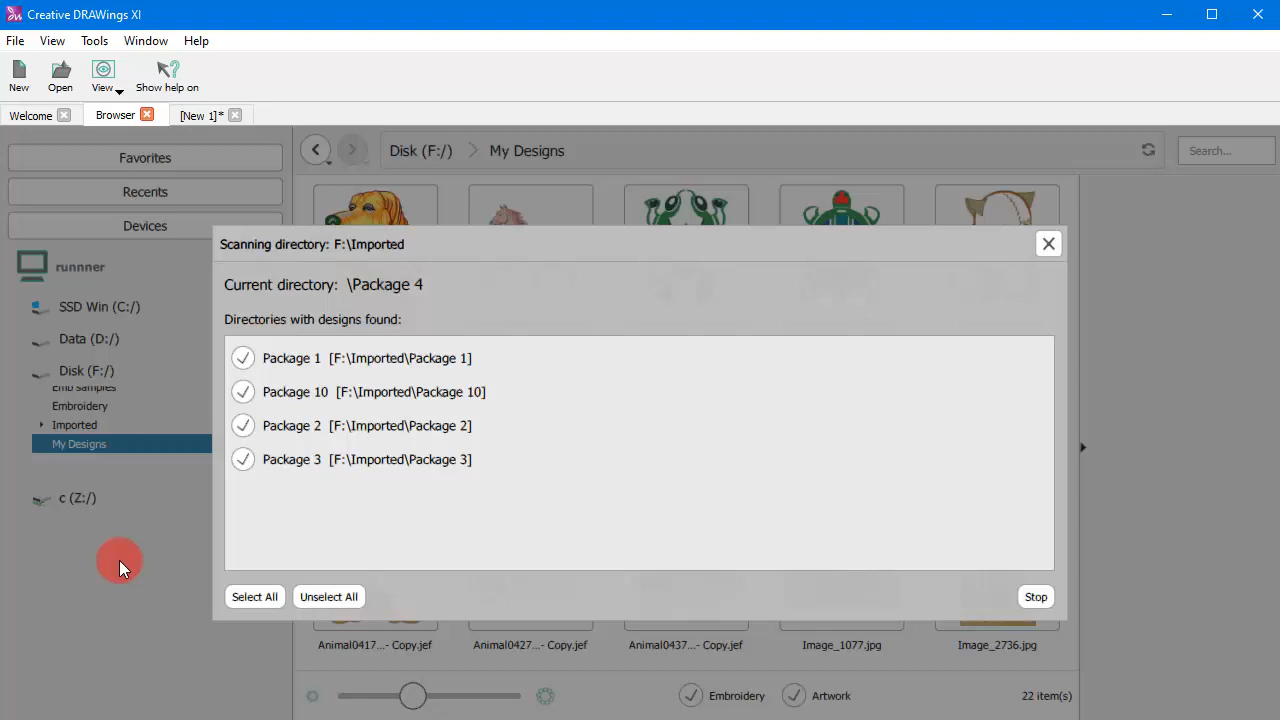 Creative DRAWings XI
File View Tools Window Help
New Open View Show help on
Welcome Browser [New 1]*
Favorites
Recents
Devices
runnner
SSD Win (C:/)
Data (D:/)
Disk (F:/)
Emb samples
Embroidery
Imported
My Designs
c (Z:/)
Disk (F:/) My Designs
Search...
Scanning directory: F:\Imported
Current directory: \Package 4
Directories with designs found:
Package 1 [F:\Imported\Package 1]
Package 10 [F:\Imported\Package 10]
Package 2 [F:\Imported\Package 2]
Package 3 [F:\Imported\Package 3]
Select All Unselect All Stop
Animal0417...- Copy.jef Animal0427...- Copy.jef Animal0437...- Copy.jef Image_1077.jpg Image_2736.jpg
Embroidery Artwork 22 item(s)